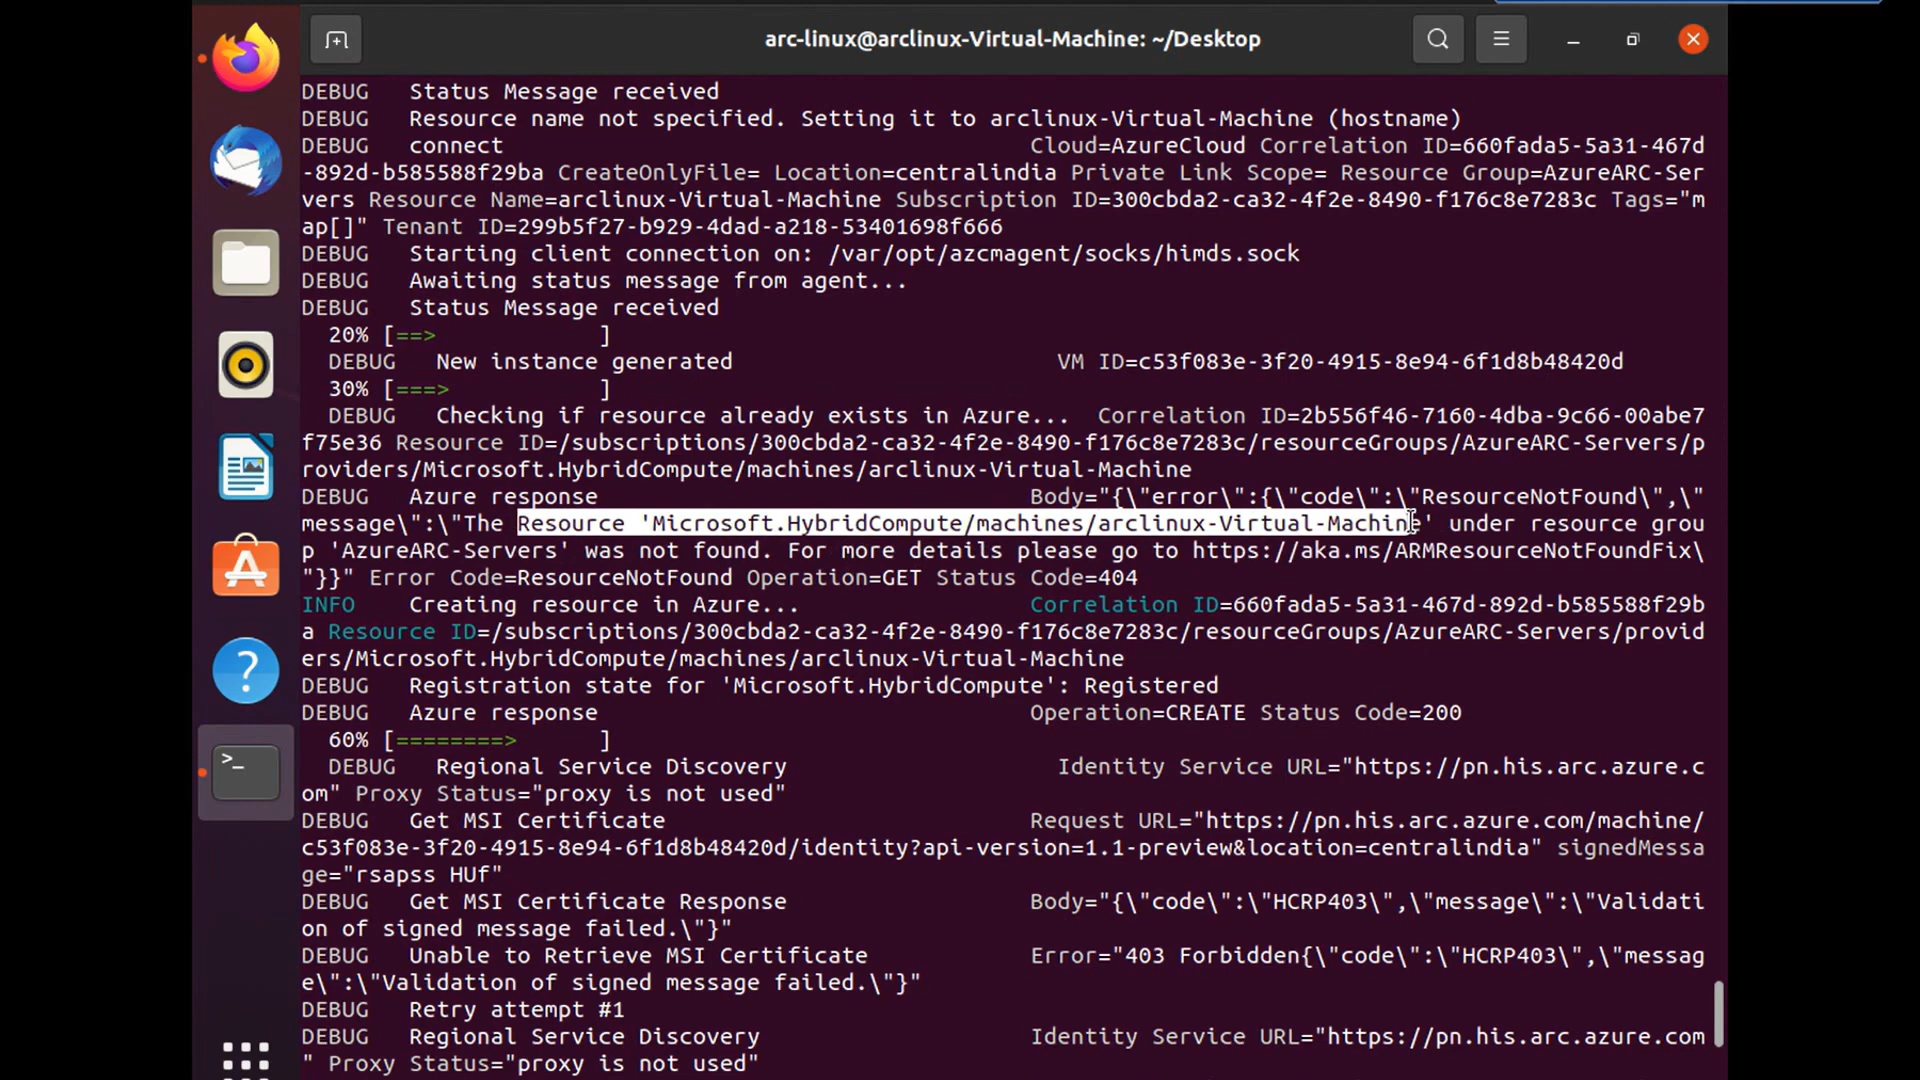 arc-linux@arclinux-Virtual-Machine: ~/Desktop
DEBUG   Status Message received
DEBUG   Resource name not specified. Setting it to arclinux-Virtual-Machine (hostname)
DEBUG   connect                                       Cloud=AzureCloud Correlation ID=660fada5-5a31-467d
-892d-b585588f29ba CreateOnlyFile= Location=centralindia Private Link Scope= Resource Group=AzureARC-Ser
vers Resource Name=arclinux-Virtual-Machine Subscription ID=300cbda2-ca32-4f2e-8490-f176c8e7283c Tags="m
ap[]" Tenant ID=299b5f27-b929-4dad-a218-53401698f666
DEBUG   Starting client connection on: /var/opt/azcmagent/socks/himds.sock
DEBUG   Awaiting status message from agent...
DEBUG   Status Message received
  20% [==>            ]
  DEBUG   New instance generated                        VM ID=c53f083e-3f20-4915-8e94-6f1d8b48420d
  30% [===>           ]
  DEBUG   Checking if resource already exists in Azure...  Correlation ID=2b556f46-7160-4dba-9c66-00abe7
f75e36 Resource ID=/subscriptions/300cbda2-ca32-4f2e-8490-f176c8e7283c/resourceGroups/AzureARC-Servers/p
roviders/Microsoft.HybridCompute/machines/arclinux-Virtual-Machine
DEBUG   Azure response                                Body="{\"error\":{\"code\":\"ResourceNotFound\",\"
message\":\"The Resource 'Microsoft.HybridCompute/machines/arclinux-Virtual-Machine' under resource grou
p 'AzureARC-Servers' was not found. For more details please go to https://aka.ms/ARMResourceNotFoundFix\
"}}" Error Code=ResourceNotFound Operation=GET Status Code=404
INFO    Creating resource in Azure...                 Correlation ID=660fada5-5a31-467d-892d-b585588f29b
a Resource ID=/subscriptions/300cbda2-ca32-4f2e-8490-f176c8e7283c/resourceGroups/AzureARC-Servers/provid
ers/Microsoft.HybridCompute/machines/arclinux-Virtual-Machine
DEBUG   Registration state for 'Microsoft.HybridCompute': Registered
DEBUG   Azure response                                Operation=CREATE Status Code=200
  60% [========>      ]
  DEBUG   Regional Service Discovery                    Identity Service URL="https://pn.his.arc.azure.c
om" Proxy Status="proxy is not used"
DEBUG   Get MSI Certificate                           Request URL="https://pn.his.arc.azure.com/machine/
c53f083e-3f20-4915-8e94-6f1d8b48420d/identity?api-version=1.1-preview&location=centralindia" signedMessa
ge="rsapss HUf"
DEBUG   Get MSI Certificate Response                  Body="{\"code\":\"HCRP403\",\"message\":\"Validati
on of signed message failed.\"}"
DEBUG   Unable to Retrieve MSI Certificate            Error="403 Forbidden{\"code\":\"HCRP403\",\"messag
e\":\"Validation of signed message failed.\"}"
DEBUG   Retry attempt #1
DEBUG   Regional Service Discovery                    Identity Service URL="https://pn.his.arc.azure.com
" Proxy Status="proxy is not used"